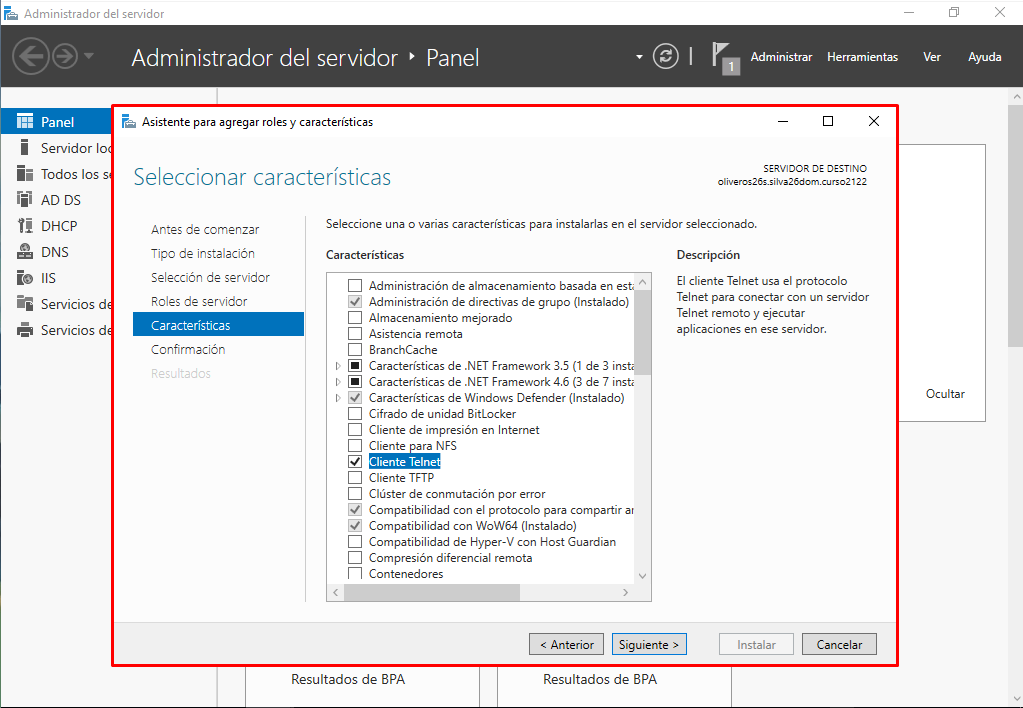 Administrador del servidor
Administrador del servidor ‣ Panel
1
Administrar
Herramientas
Ver
Ayuda
Panel
Servidor loc
Todos los se
AD DS
DHCP
DNS
IIS
Servicios de
Servicios de
Asistente para agregar roles y características
Seleccionar características
SERVIDOR DE DESTINO
oliveros26s.silva26dom.curso2122
Antes de comenzar
Tipo de instalación
Selección de servidor
Roles de servidor
Características
Confirmación
Resultados
Seleccione una o varias características para instalarlas en el servidor seleccionado.
Características
Administración de almacenamiento basada en está
Administración de directivas de grupo (Instalado)
Almacenamiento mejorado
Asistencia remota
BranchCache
Características de .NET Framework 3.5 (1 de 3 insta
Características de .NET Framework 4.6 (3 de 7 insta
Características de Windows Defender (Instalado)
Cifrado de unidad BitLocker
Cliente de impresión en Internet
Cliente para NFS
Cliente Telnet
Cliente TFTP
Clúster de conmutación por error
Compatibilidad con el protocolo para compartir ar
Compatibilidad con WoW64 (Instalado)
Compatibilidad de Hyper-V con Host Guardian
Compresión diferencial remota
Contenedores
Descripción
El cliente Telnet usa el protocolo
Telnet para conectar con un servidor
Telnet remoto y ejecutar
aplicaciones en ese servidor.
Ocultar
< Anterior
Siguiente >
Instalar
Cancelar
Resultados de BPA
Resultados de BPA